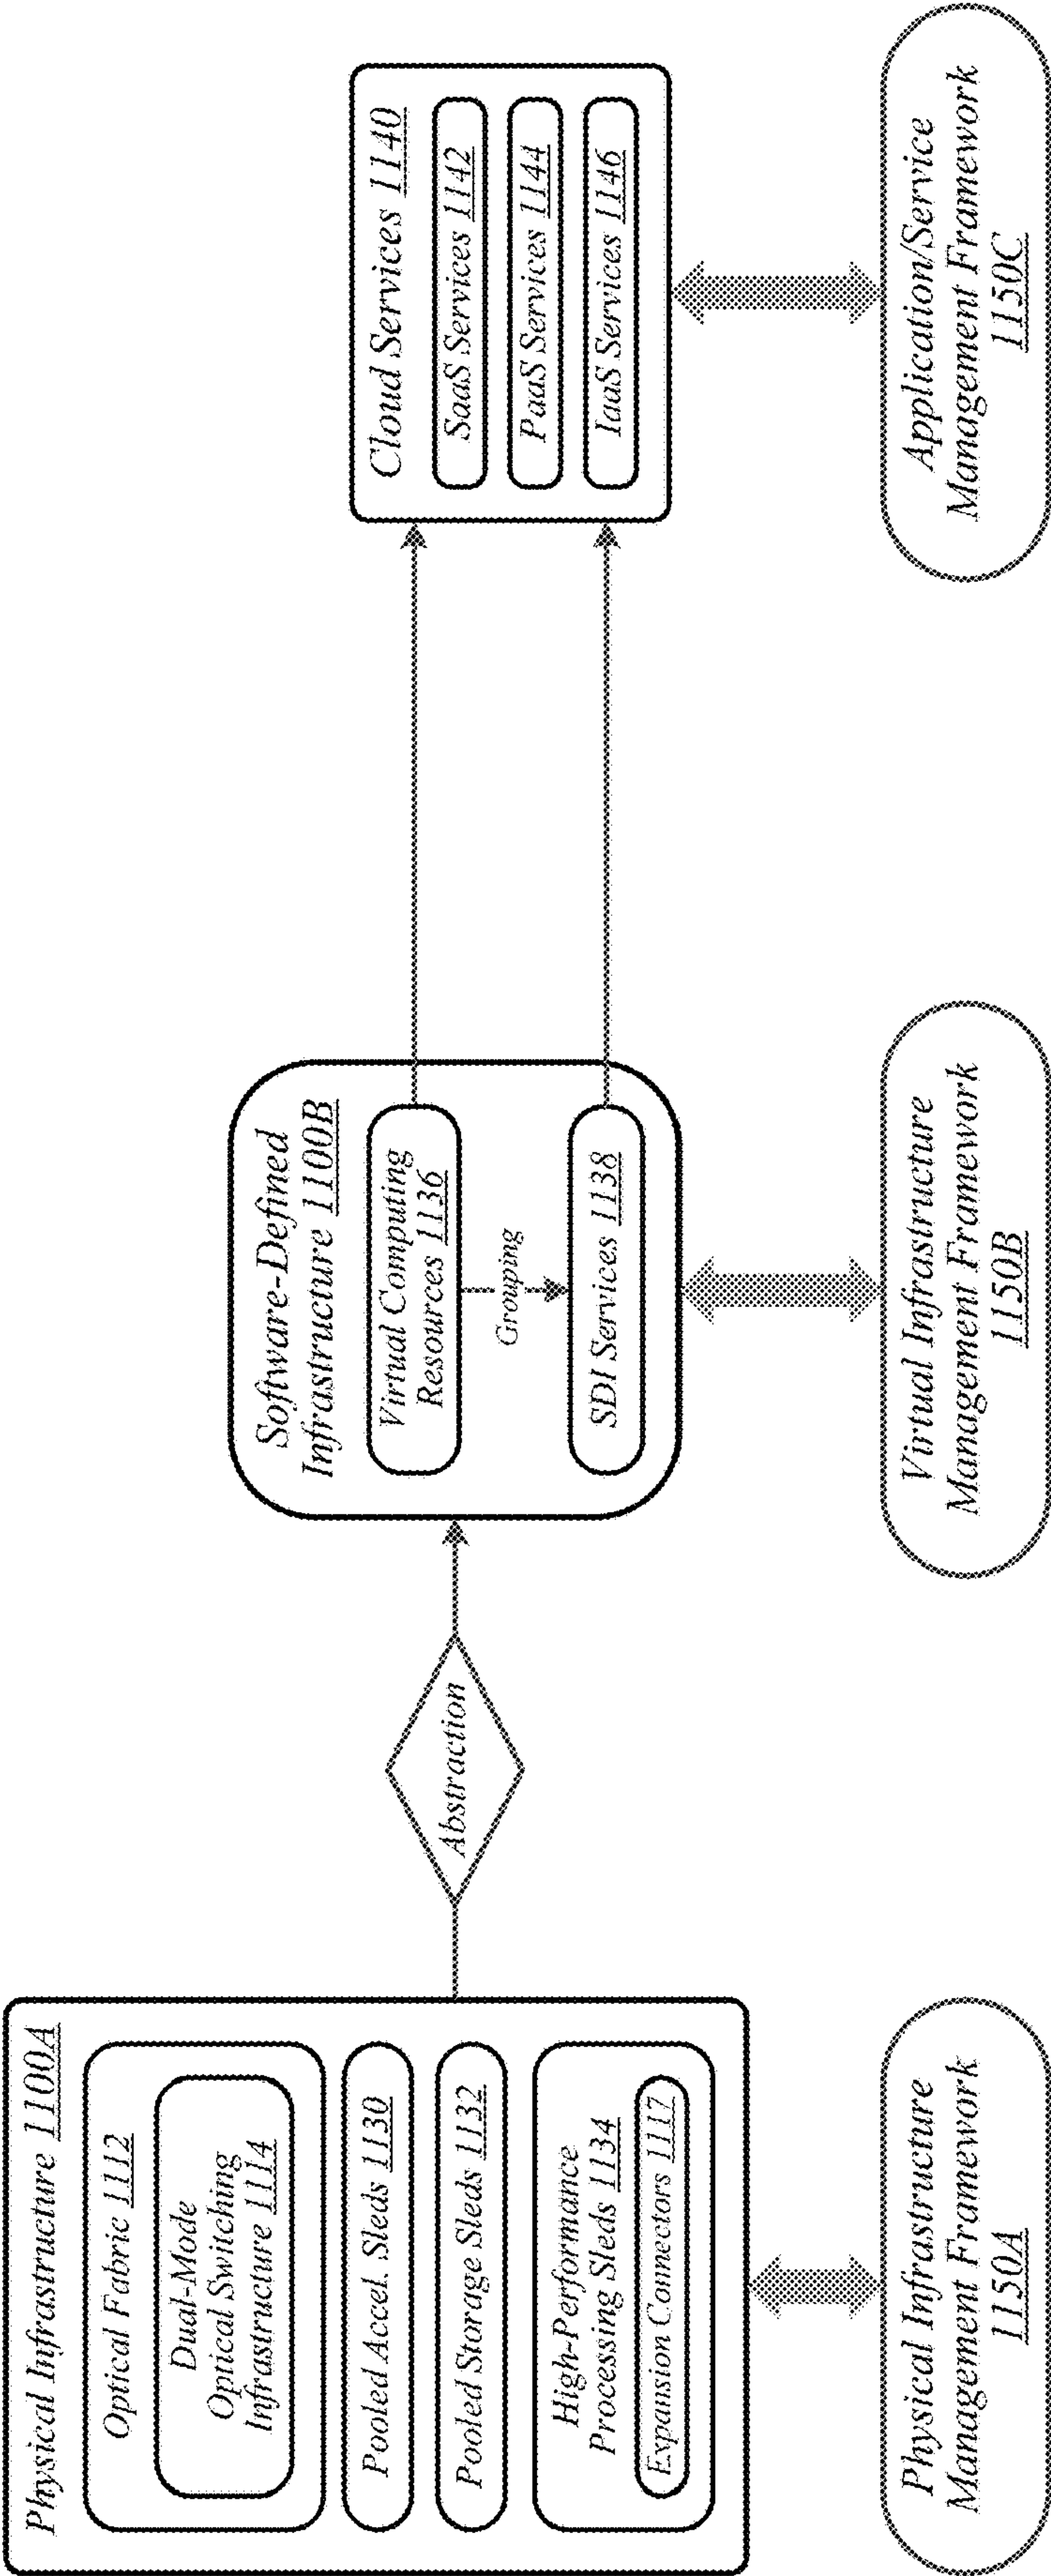 Physical Infrastructure 1100A
Optical Fabric 1112
Dual-Mode
Optical Switching
Infrastructure 1114
Pooled Accel. Sleds 1130
Pooled Storage Sleds 1132
High-Performance
Processing Sleds 1134
Expansion Connectors 1117
Physical Infrastructure
Management Framework
1150A
Abstraction
Software-Defined
Infrastructure 1100B
Virtual Computing
Resources 1136
Grouping
SDI Services 1138
Virtual Infrastructure
Management Framework
1150B
Cloud Services 1140
SaaS Services 1142
PaaS Services 1144
IaaS Services 1146
Application/Service
Management Framework
1150C